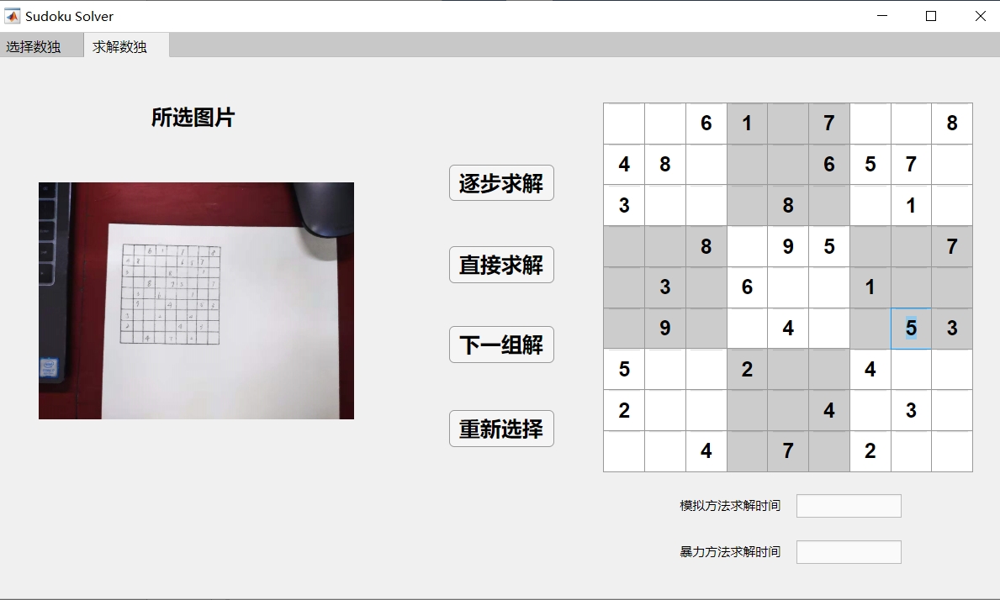 Sudoku Solver
选择数独 求解数独
所选图片
逐步求解
直接求解
下一组解
重新选择
6 1 7 8
4 8 6 5 7
3 8 1
8 9 5 7
3 6 1
9 4 5 3
5 2 4
2 4 3
4 7 2
模拟方法求解时间
暴力方法求解时间